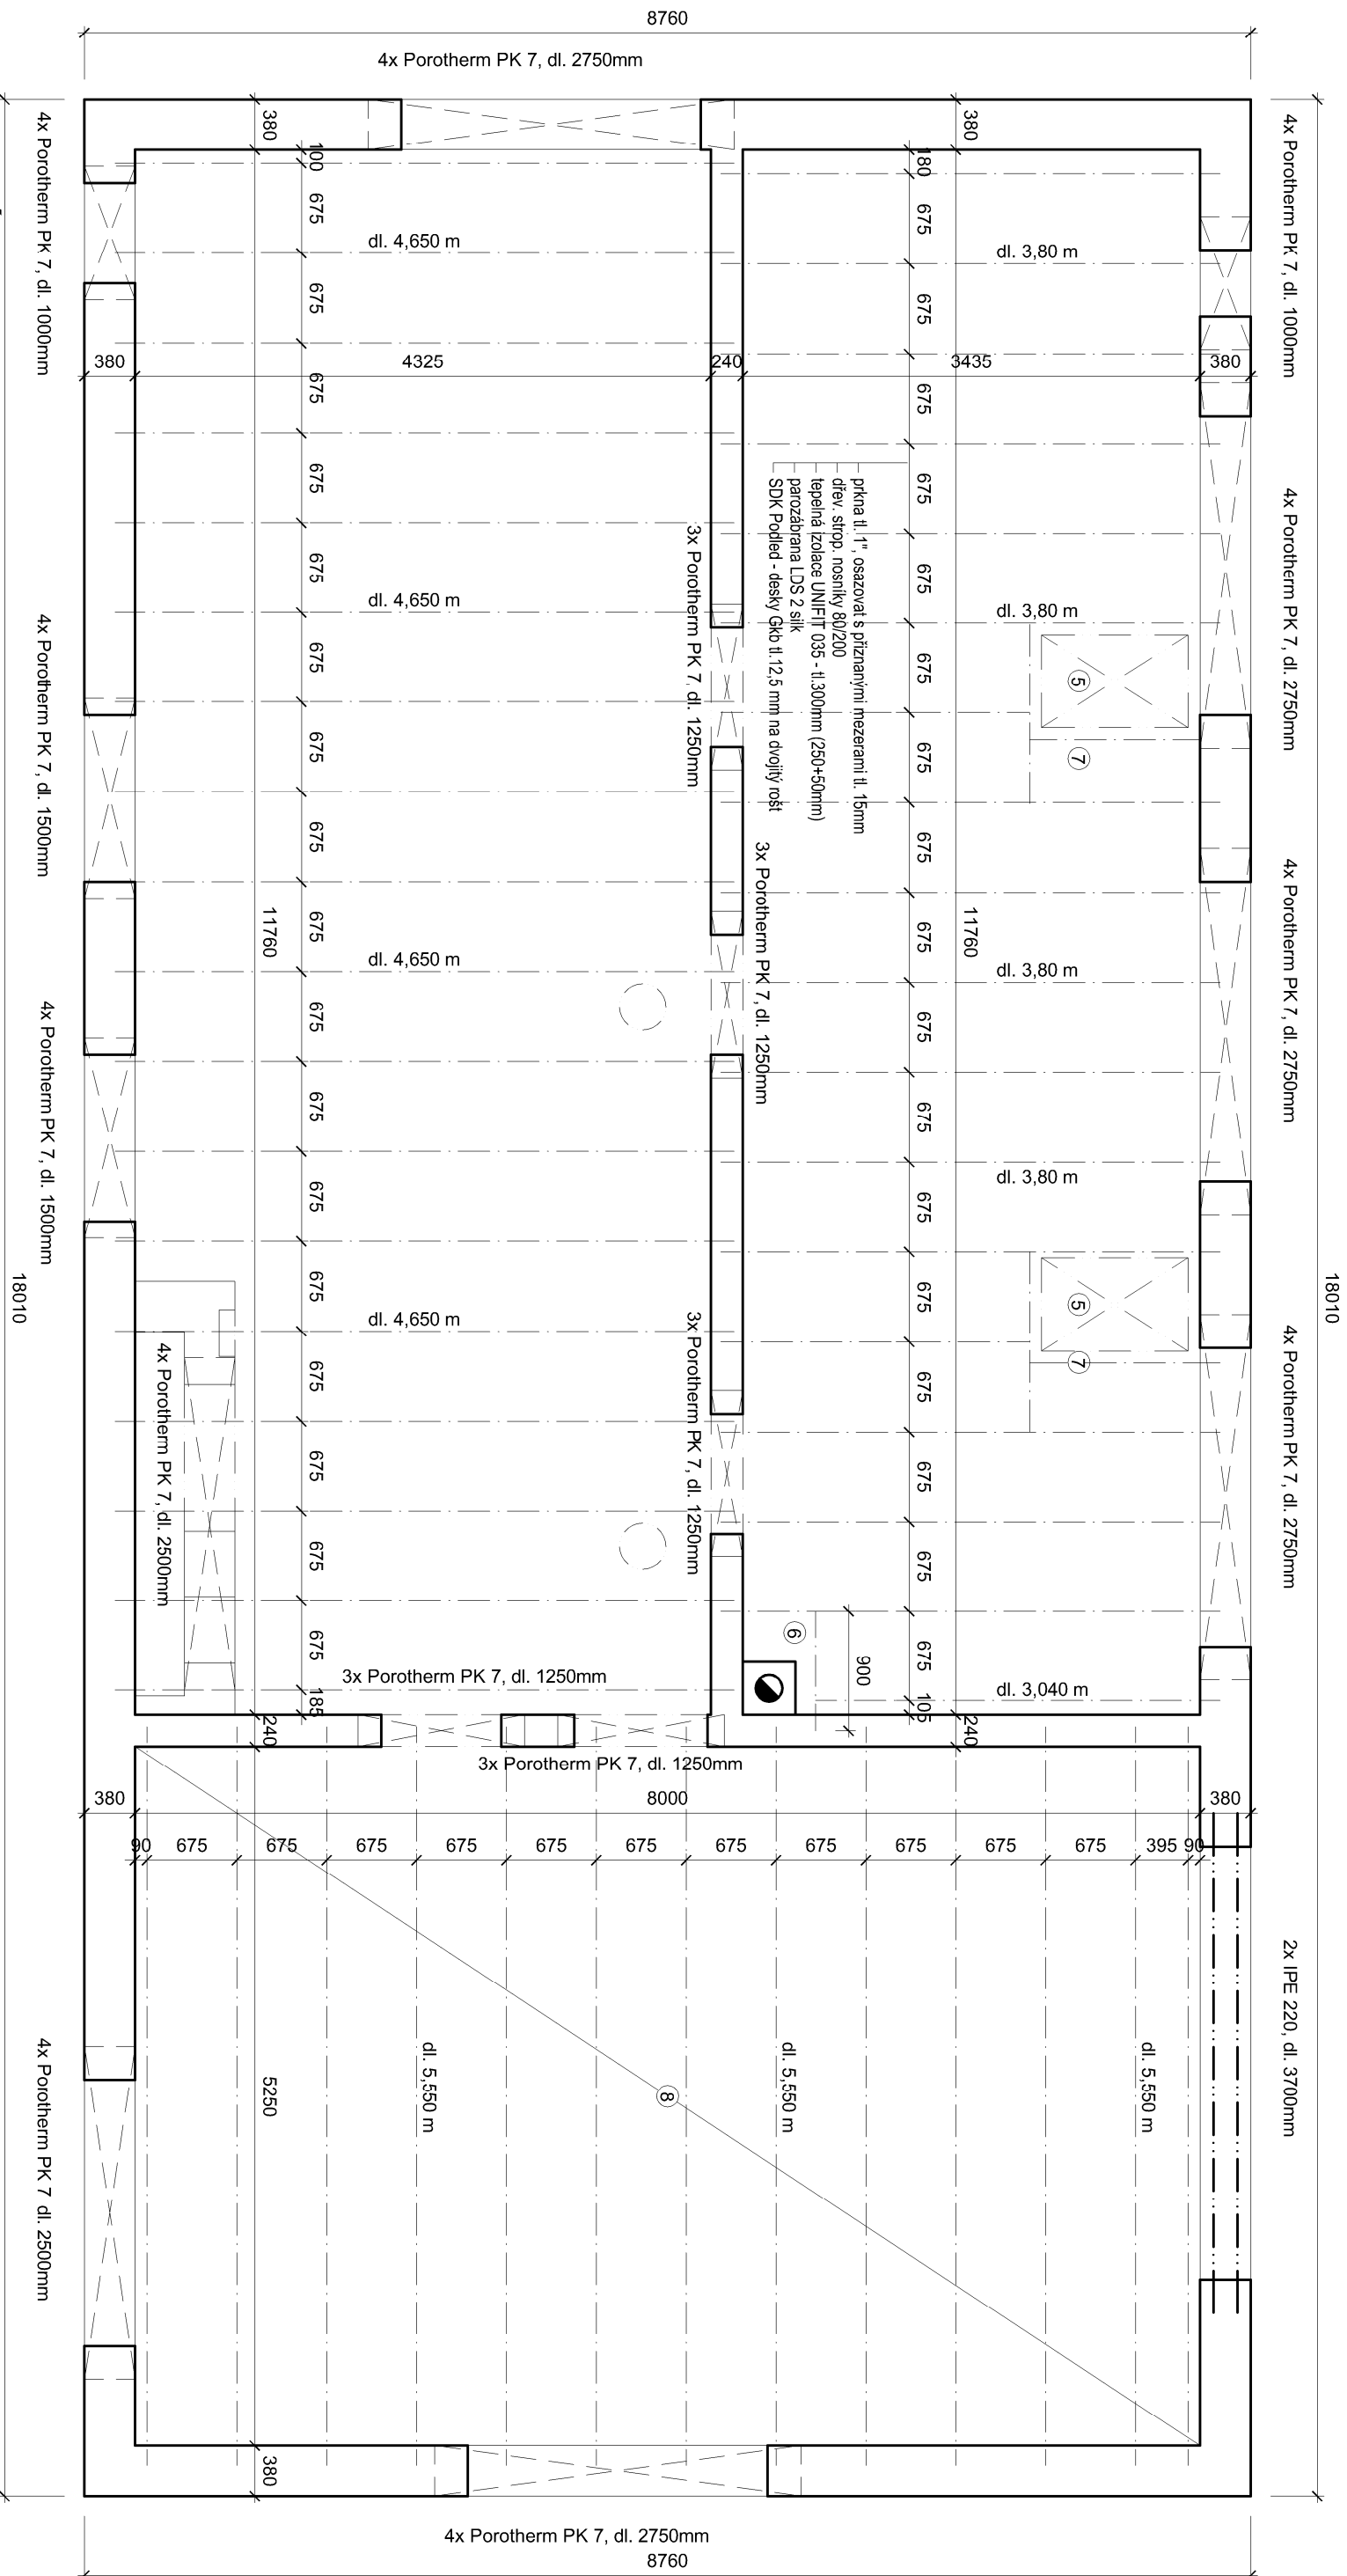 8760
4x Porotherm PK 7, dl. 2750mm
4x Porotherm PK 7, dl. 1000mm
4x Porotherm PK 7, dl. 1000mm
380
380
100
180
675
675
dl. 4,650 m
dl. 3,80 m
675
675
380
4325
240
3435
380
675
675
675
675
prkna tl. 1", osazovat s přiznanými mezerami tl. 15mm
dřev. strop. nosníky 80/200
tepelná izolace UNIFIT 035 - tl.300mm (250+50mm)
parozábrana LDS 2 silk
SDK Podled - desky Gkb tl.12,5 mm na dvojitý rošt
4x Porotherm PK 7, dl. 2750mm
3x Porotherm PK 7, dl. 1250mm
dl. 4,650 m
dl. 3,80 m
4x Porotherm PK 7, dl. 1500mm
675
675
5
7
675
675
675
675
3x Porotherm PK 7, dl. 1250mm
4x Porotherm PK 7, dl. 2750mm
11760
11760
675
675
dl. 4,650 m
dl. 3,80 m
4x Porotherm PK 7, dl. 1500mm
675
675
675
675
dl. 3,80 m
675
675
18010
18010
675
675
5
7
dl. 4,650 m
3x Porotherm PK 7, dl. 1250mm
4x Porotherm PK 7, dl. 2750mm
4x Porotherm PK 7, dl. 2500mm
675
675
675
675
675
675
6
900
675
675
3x Porotherm PK 7, dl. 1250mm
dl. 3,040 m
185
105
240
240
3x Porotherm PK 7, dl. 1250mm
380
8000
380
90
675
675
675
675
675
675
675
675
675
675
675
395
90
2x IPE 220, dl. 3700mm
dl. 5,550 m
dl. 5,550 m
dl. 5,550 m
8
5250
4x Porotherm PK 7 dl. 2500mm
380
4x Porotherm PK 7, dl. 2750mm
8760